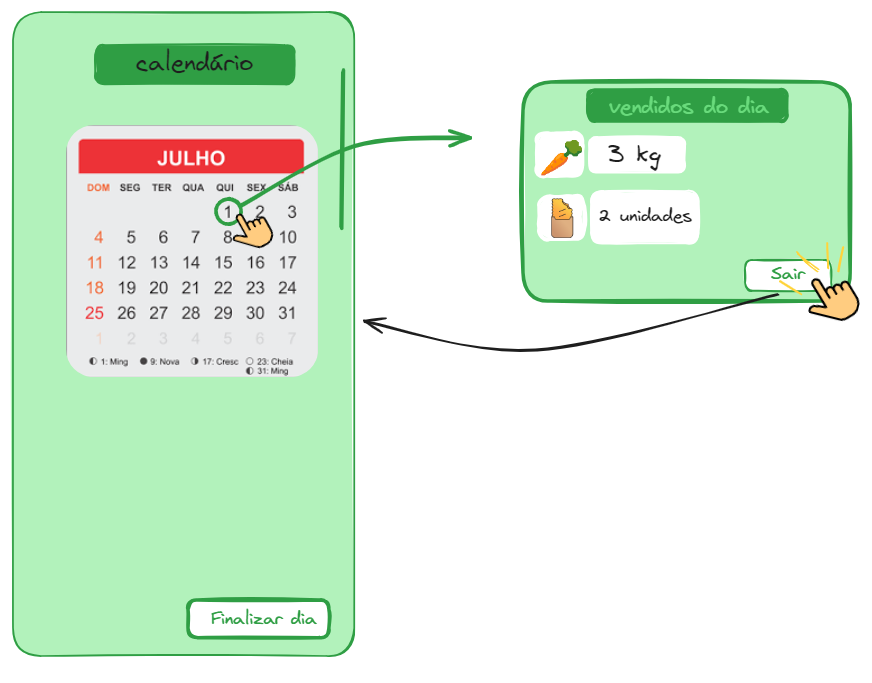 calendário
JULHO
DOM SEG TER QUA QUI SEX SÁB
1 2 3
4 5 6 7 8 10
11 12 13 14 15 16 17
18 19 20 21 22 23 24
25 26 27 28 29 30 31
1 2 3 4 5 6 7
1: Ming 9: Nova 17: Cresc 23: Cheia
31: Ming
Finalizar dia
vendidos do dia
3 kg
2 unidades
Sair